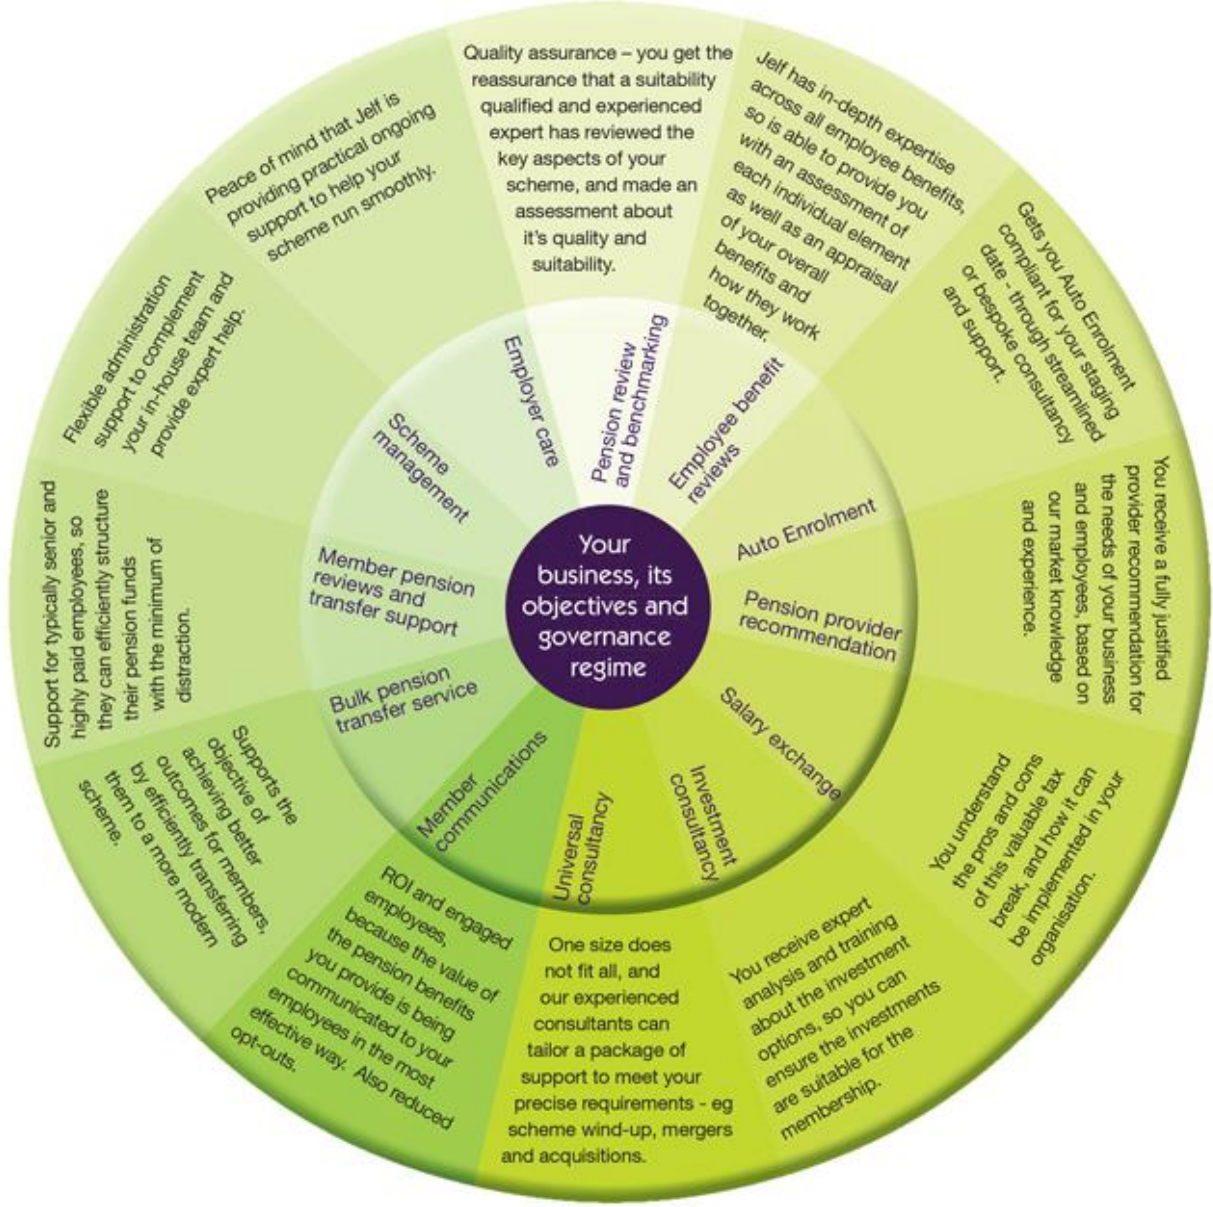 Your
business, its
objectives and
governance
regime
Pension review
and benchmarking
Quality assurance – you get the
reassurance that a suitability
qualified and experienced
expert has reviewed the
key aspects of your
scheme, and made an
assessment about
it's quality and
suitability.
Employee benefit
reviews
Jelf has in-depth expertise
across all employee benefits,
so is able to provide you
with an assessment of
each individual element
as well as an appraisal
of your overall
benefits and
how they work
together.
Auto Enrolment
Gets you Auto Enrolment
compliant for your staging
date - through streamlined
or bespoke consultancy
and support.
Pension provider
recommendation
You receive a fully justified
provider recommendation for
the needs of your business
and employees, based on
our market knowledge
and experience.
Salary exchange
You understand
the pros and cons
of this valuable tax
break, and how it can
be implemented in your
organisation.
Investment
consultancy
You receive expert
analysis and training
about the investment
options, so you can
ensure the investments
are suitable for the
membership.
Universal
consultancy
One size does
not fit all, and
our experienced
consultants can
tailor a package of
support to meet your
precise requirements - eg
scheme wind-up, mergers
and acquisitions.
Member
communications
ROI and engaged
employees,
because the value of
the pension benefits
you provide is being
communicated to your
employees in the most
effective way. Also reduced
opt-outs.
Bulk pension
transfer service
Supports the
objective of
achieving better
outcomes for members,
by efficiently transferring
them to a more modern
scheme.
Member pension
reviews and
transfer support
Support for typically senior and
highly paid employees, so
they can efficiently structure
their pension funds
with the minimum of
distraction.
Scheme
management
Flexible administration
support to complement
your in-house team and
provide expert help.
Employer care
Peace of mind that Jelf is
providing practical ongoing
support to help your
scheme run smoothly.